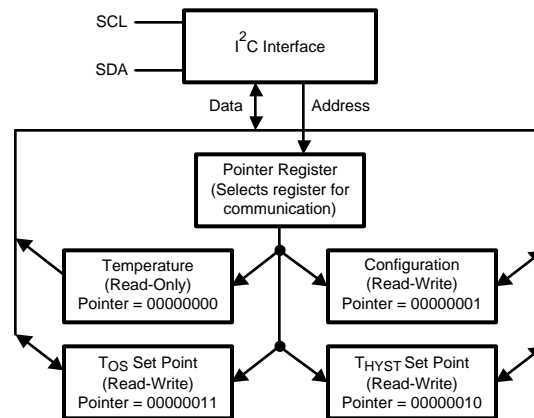 SCL
I²C Interface
SDA
Data
Address
Pointer Register
(Selects register for
communication)
Temperature
(Read-Only)
Pointer = 00000000
Configuration
(Read-Write)
Pointer = 00000001
TOS Set Point
(Read-Write)
Pointer = 00000011
THYST Set Point
(Read-Write)
Pointer = 00000010